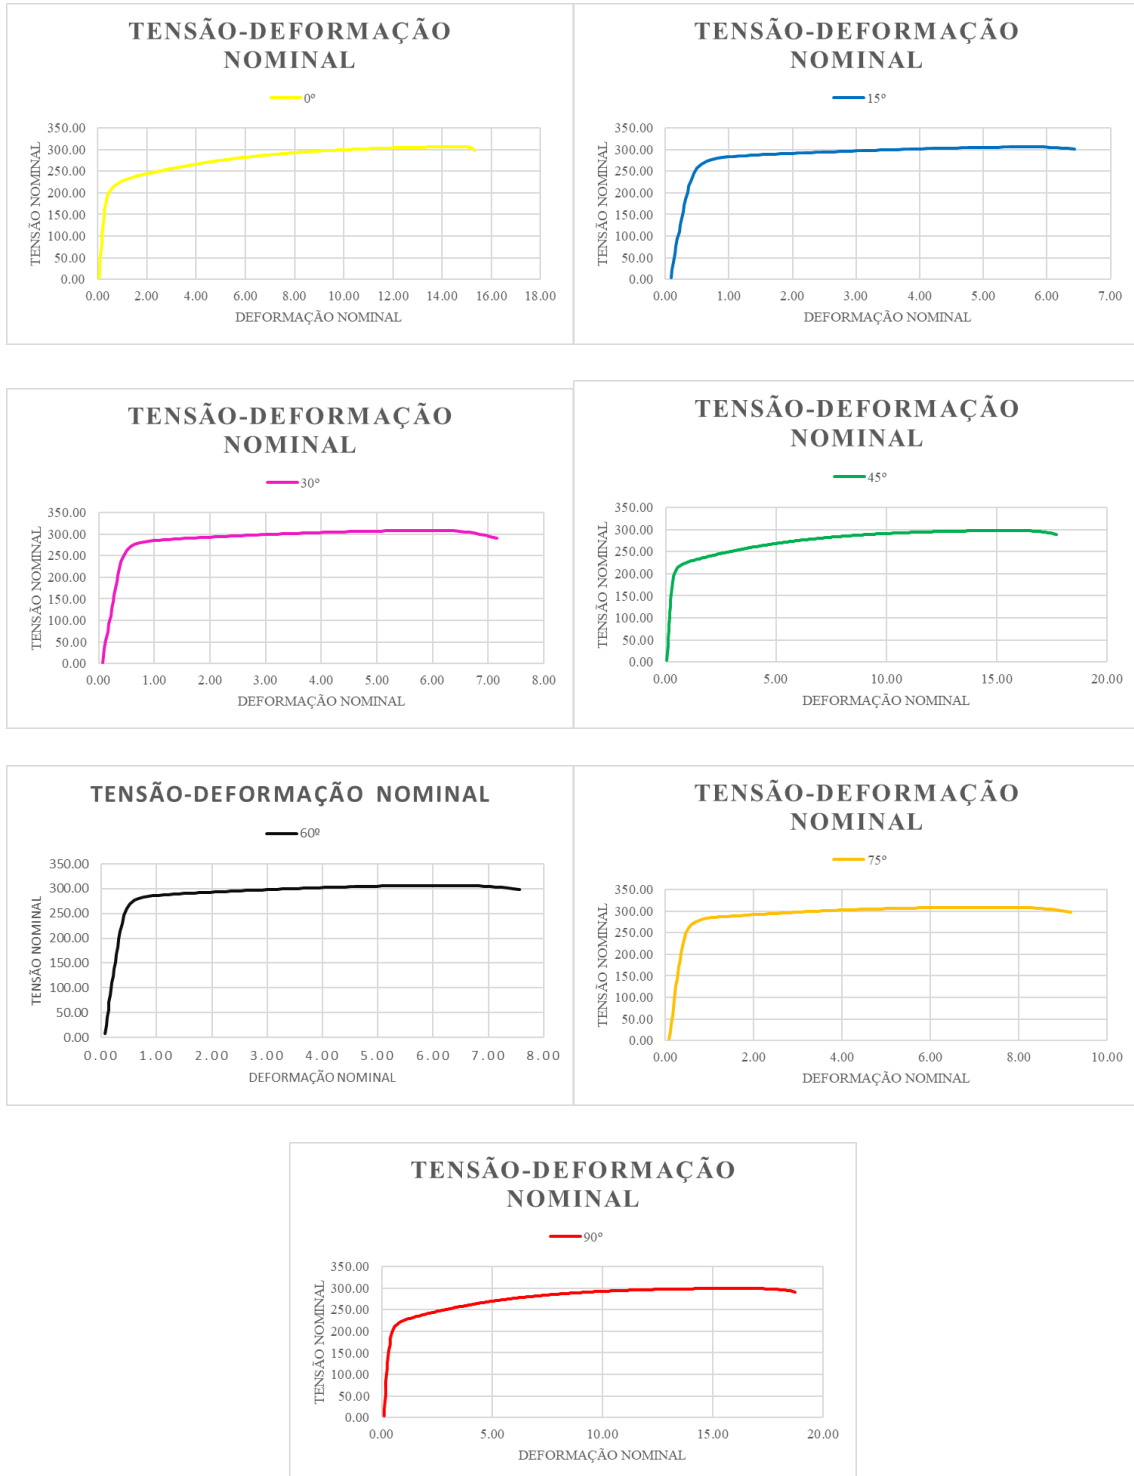 TENSÃO-DEFORMAÇÃO
NOMINAL
0º
TENSÃO NOMINAL
350.00
300.00
250.00
200.00
150.00
100.00
50.00
0.00
0.00 2.00 4.00 6.00 8.00 10.00 12.00 14.00 16.00 18.00
DEFORMAÇÃO NOMINAL
TENSÃO-DEFORMAÇÃO
NOMINAL
15º
TENSÃO NOMINAL
350.00
300.00
250.00
200.00
150.00
100.00
50.00
0.00
0.00 1.00 2.00 3.00 4.00 5.00 6.00 7.00
DEFORMAÇÃO NOMINAL
TENSÃO-DEFORMAÇÃO
NOMINAL
30º
TENSÃO NOMINAL
350.00
300.00
250.00
200.00
150.00
100.00
50.00
0.00
0.00 1.00 2.00 3.00 4.00 5.00 6.00 7.00 8.00
DEFORMAÇÃO NOMINAL
TENSÃO-DEFORMAÇÃO
NOMINAL
45º
TENSÃO NOMINAL
350.00
300.00
250.00
200.00
150.00
100.00
50.00
0.00
0.00 5.00 10.00 15.00 20.00
DEFORMAÇÃO NOMINAL
TENSÃO-DEFORMAÇÃO NOMINAL
60º
TENSÃO NOMINAL
350.00
300.00
250.00
200.00
150.00
100.00
50.00
0.00
0.00 1.00 2.00 3.00 4.00 5.00 6.00 7.00 8.00
DEFORMAÇÃO NOMINAL
TENSÃO-DEFORMAÇÃO
NOMINAL
75º
TENSÃO NOMINAL
350.00
300.00
250.00
200.00
150.00
100.00
50.00
0.00
0.00 2.00 4.00 6.00 8.00 10.00
DEFORMAÇÃO NOMINAL
TENSÃO-DEFORMAÇÃO
NOMINAL
90º
TENSÃO NOMINAL
350.00
300.00
250.00
200.00
150.00
100.00
50.00
0.00
0.00 5.00 10.00 15.00 20.00
DEFORMAÇÃO NOMINAL